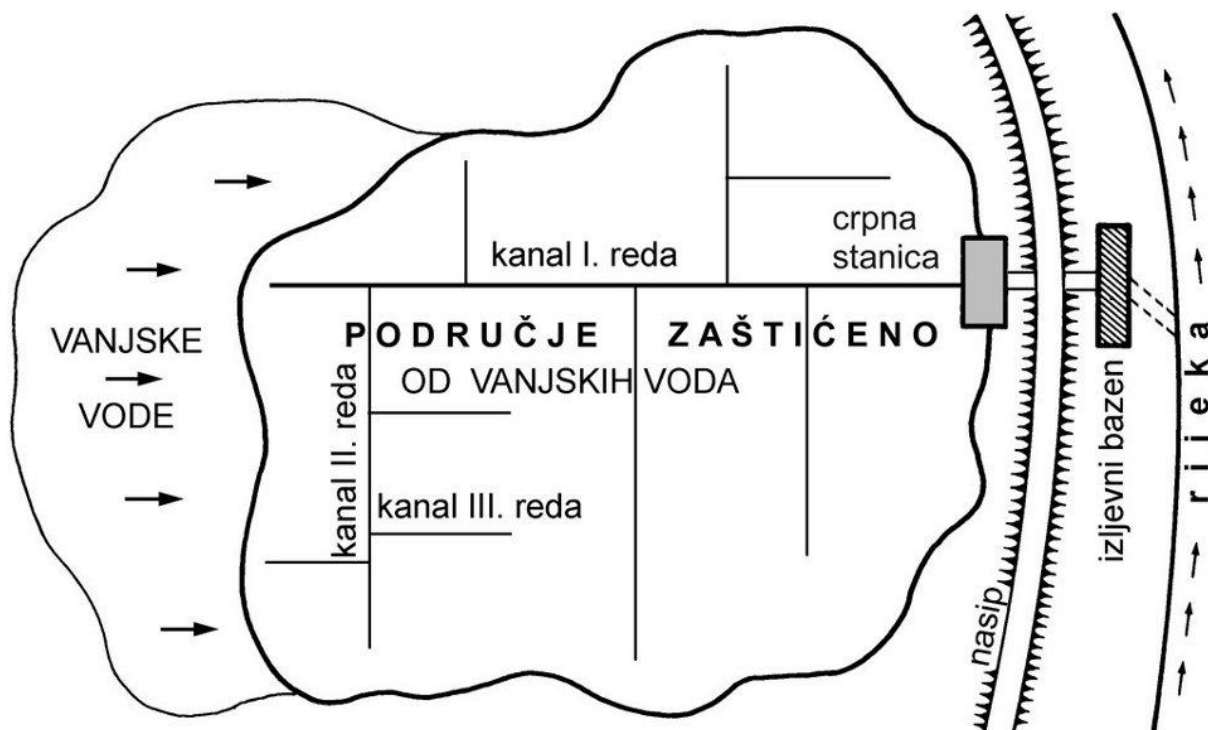 crpna
stanica
kanal I. reda
VANJSKE
VODE
PODRUČJE ZAŠTIĆENO
OD VANJSKIH VODA
kanal II. reda
kanal III. reda
nasip
izljevni bazen
rijeka